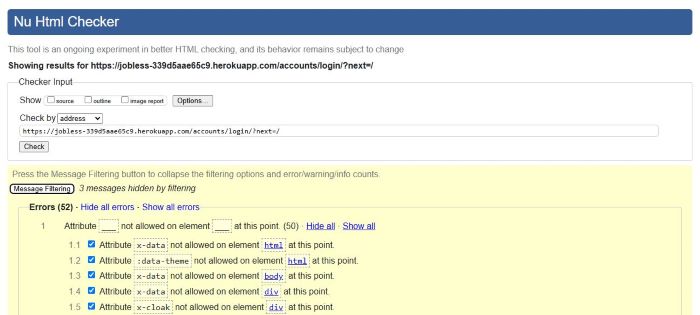 Nu Html Checker
This tool is an ongoing experiment in better HTML checking, and its behavior remains subject to change
Showing results for https://jobless-339d5aae65c9.herokuapp.com/accounts/login/?next=/
Checker Input
Show source outline image report Options...
Check by address
https://jobless-339d5aae65c9.herokuapp.com/accounts/login/?next=/
Check
Press the Message Filtering button to collapse the filtering options and error/warning/info counts.
Message Filtering 3 messages hidden by filtering
Errors (52) · Hide all errors · Show all errors
1 Attribute ___ not allowed on element ___ at this point. (50) · Hide all · Show all
1.1 Attribute x-data not allowed on element html at this point.
1.2 Attribute :data-theme not allowed on element html at this point.
1.3 Attribute x-data not allowed on element body at this point.
1.4 Attribute x-data not allowed on element div at this point.
1.5 Attribute x-cloak not allowed on element div at this point.